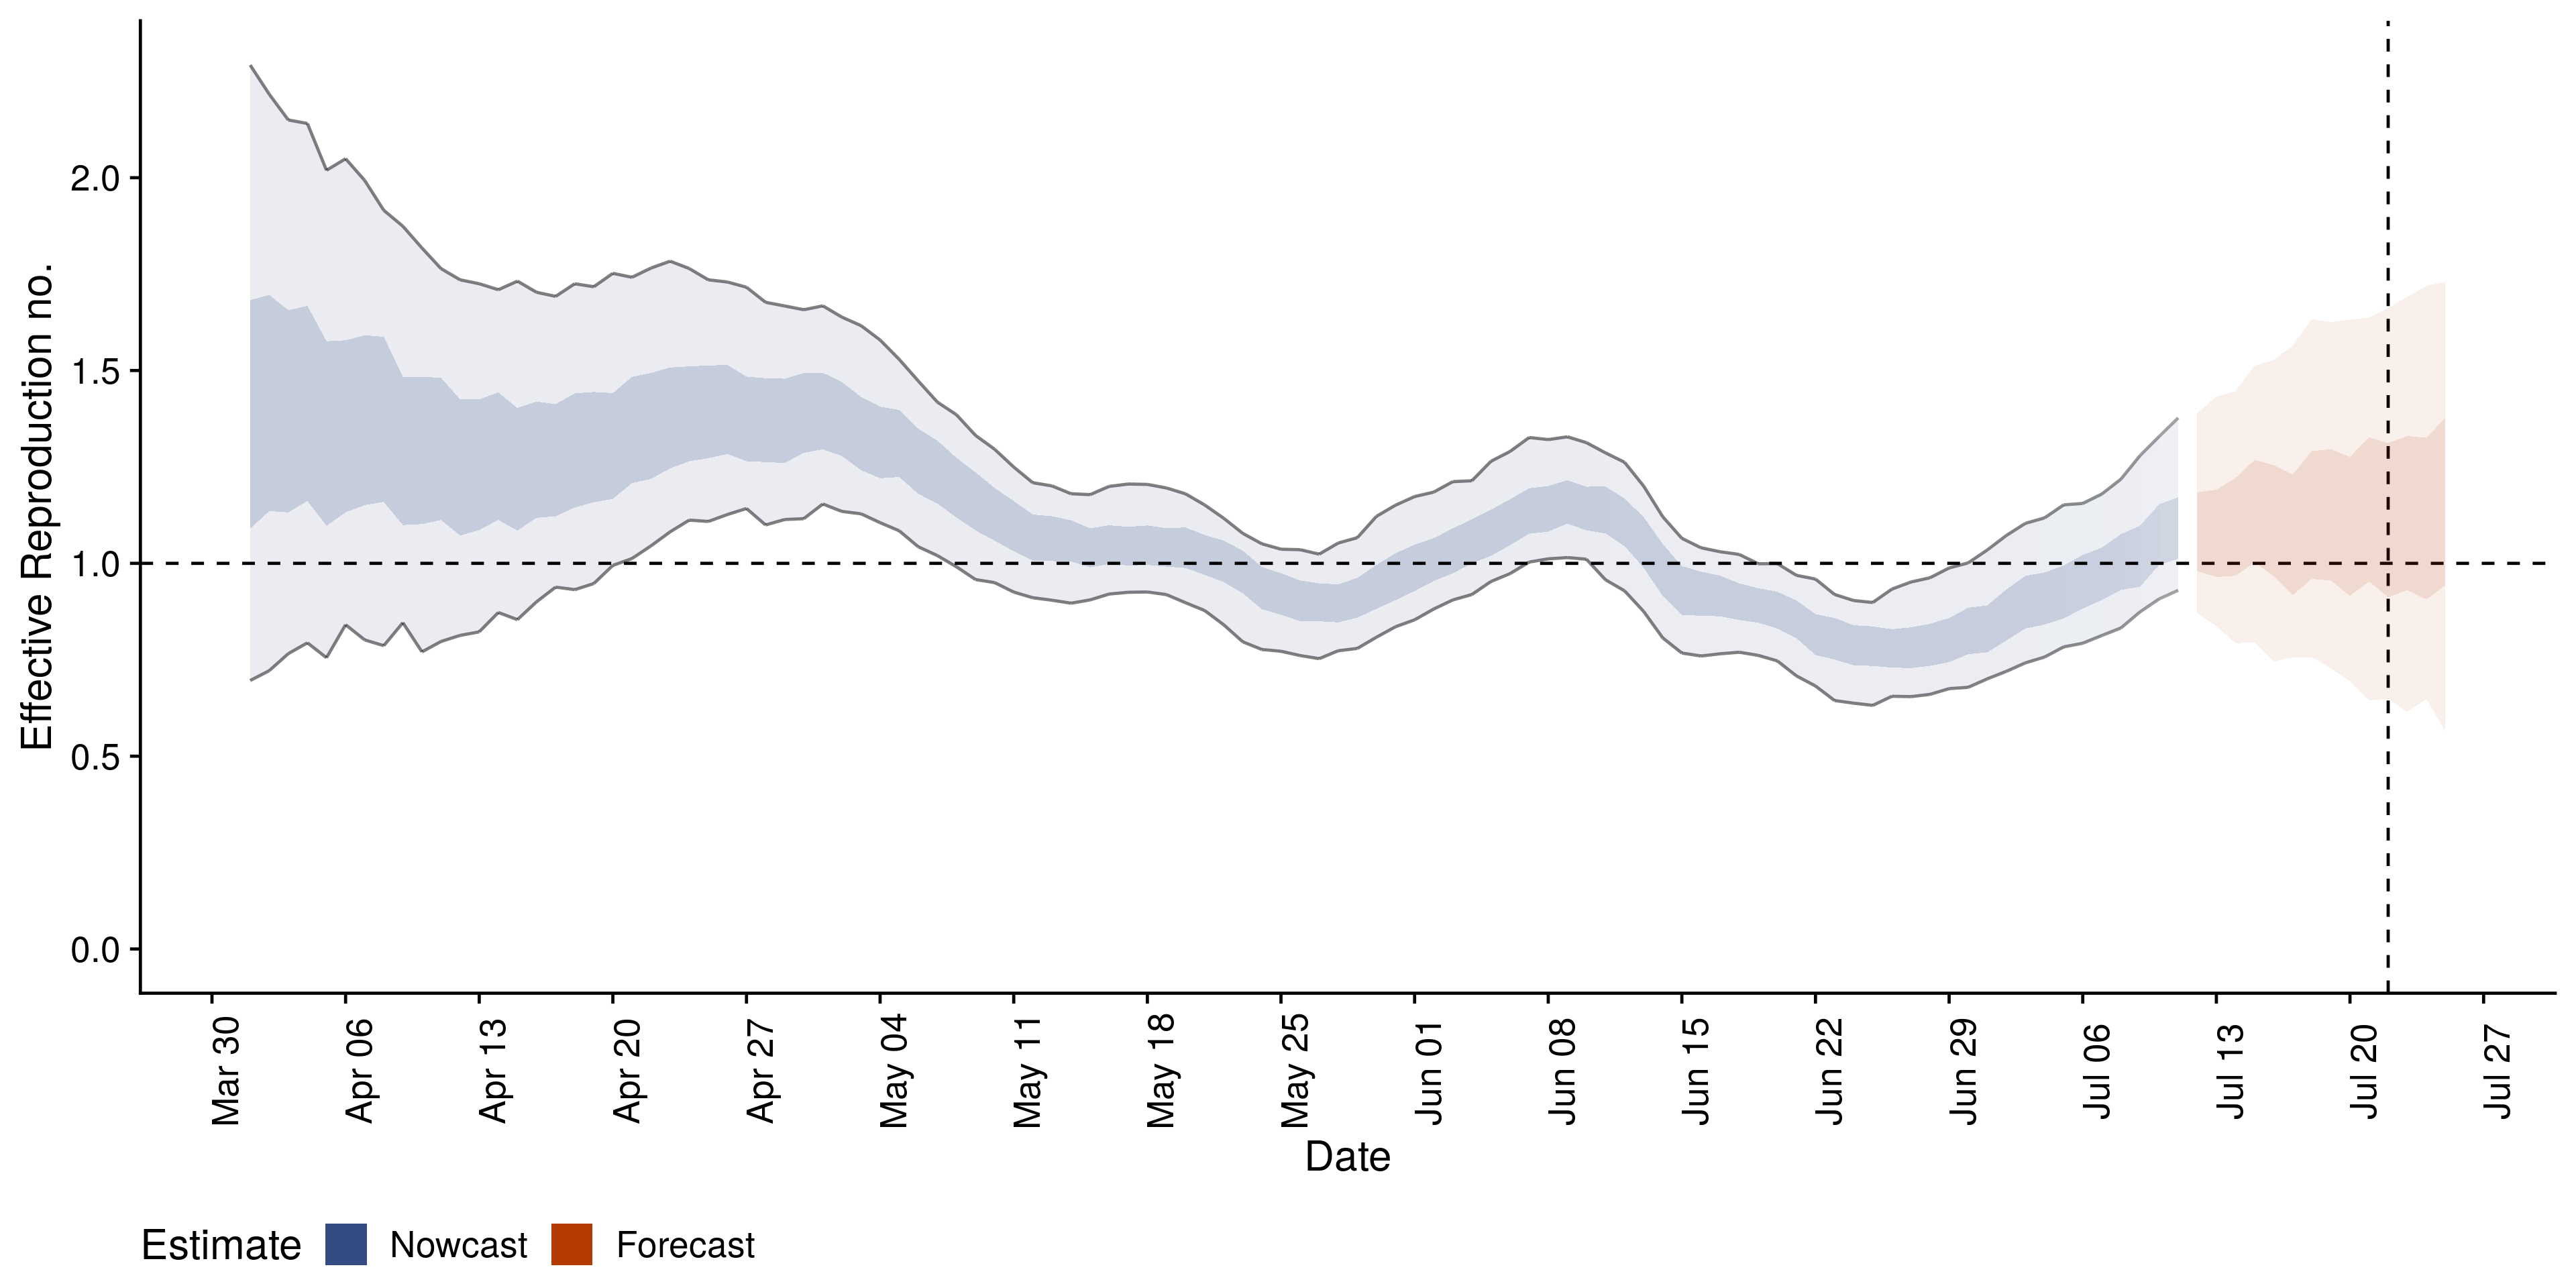 Effective Reproduction no.
2.0
1.5
1.0
0.5
0.0
Mar 30
Apr 06
Apr 13
Apr 20
Apr 27
May 04
May 11
May 18
May 25
Jun 01
Jun 08
Jun 15
Jun 22
Jun 29
Jul 06
Jul 13
Jul 20
Jul 27
Date
Estimate Nowcast Forecast